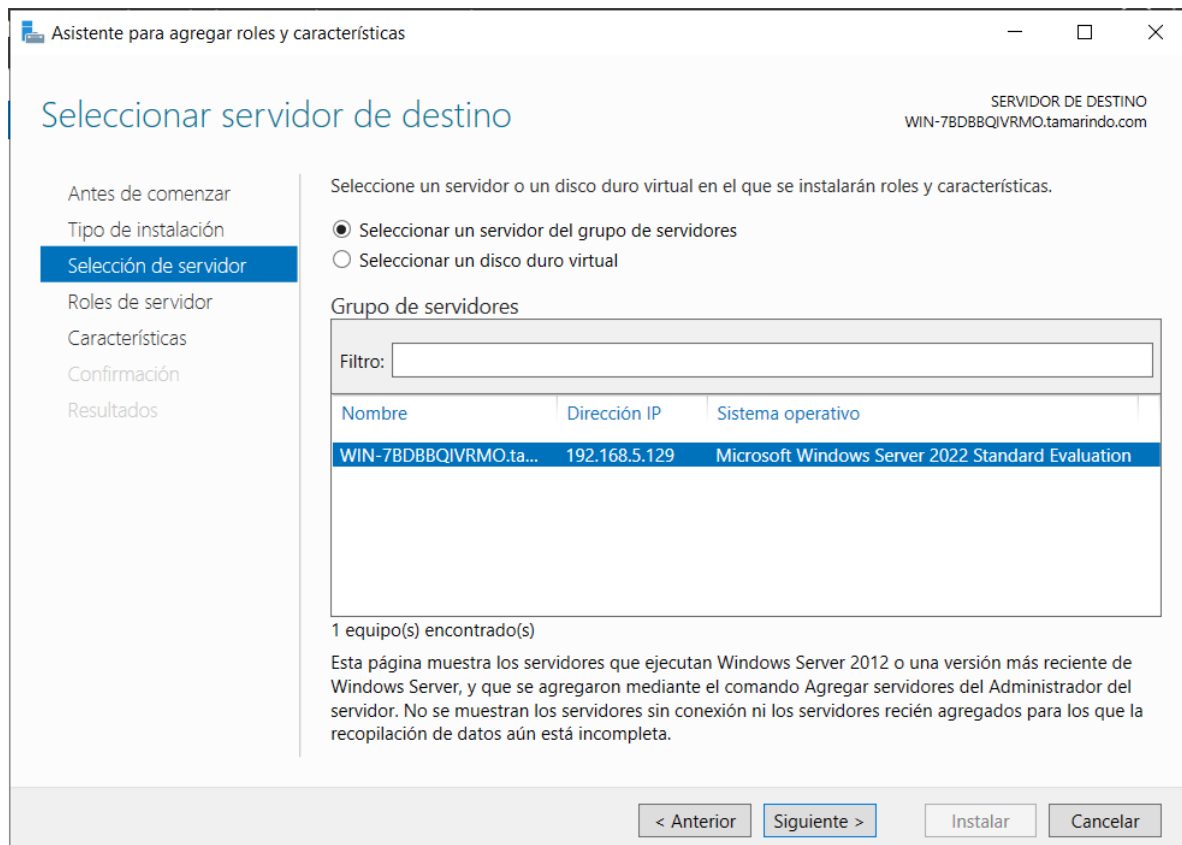 Asistente para agregar roles y características
Seleccionar servidor de destino
SERVIDOR DE DESTINO
WIN-7BDBBQIVRMO.tamarindo.com
Antes de comenzar
Tipo de instalación
Selección de servidor
Roles de servidor
Características
Confirmación
Resultados
Seleccione un servidor o un disco duro virtual en el que se instalarán roles y características.
Seleccionar un servidor del grupo de servidores
Seleccionar un disco duro virtual
Grupo de servidores
Filtro:
Nombre Dirección IP Sistema operativo
WIN-7BDBBQIVRMO.ta... 192.168.5.129 Microsoft Windows Server 2022 Standard Evaluation
1 equipo(s) encontrado(s)
Esta página muestra los servidores que ejecutan Windows Server 2012 o una versión más reciente de
Windows Server, y que se agregaron mediante el comando Agregar servidores del Administrador del
servidor. No se muestran los servidores sin conexión ni los servidores recién agregados para los que la
recopilación de datos aún está incompleta.
< Anterior Siguiente > Instalar Cancelar